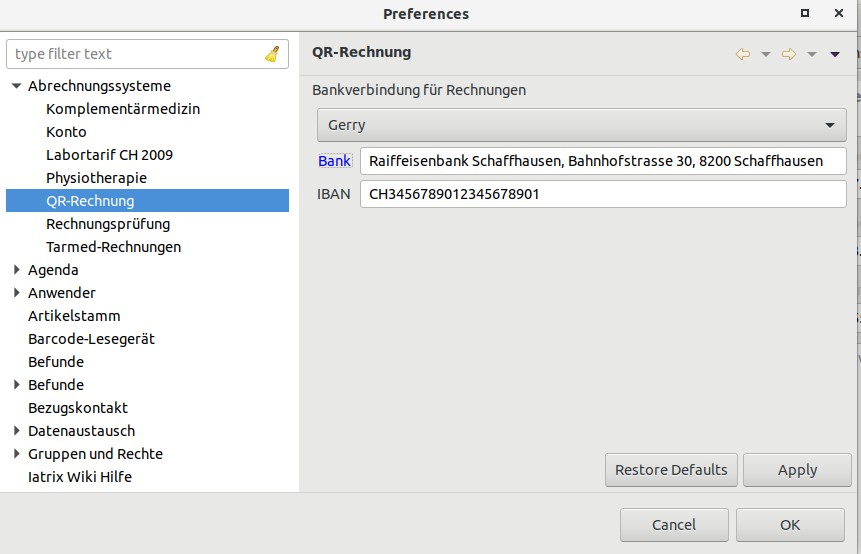 Preferences
type filter text
Abrechnungssysteme
Komplementärmedizin
Konto
Labortarif CH 2009
Physiotherapie
QR-Rechnung
Rechnungsprüfung
Tarmed-Rechnungen
Agenda
Anwender
Artikelstamm
Barcode-Lesegerät
Befunde
Befunde
Bezugskontakt
Datenaustausch
Gruppen und Rechte
Iatrix Wiki Hilfe
QR-Rechnung
Bankverbindung für Rechnungen
Gerry
Bank Raiffeisenbank Schaffhausen, Bahnhofstrasse 30, 8200 Schaffhausen
IBAN CH3456789012345678901
Restore Defaults Apply
Cancel OK